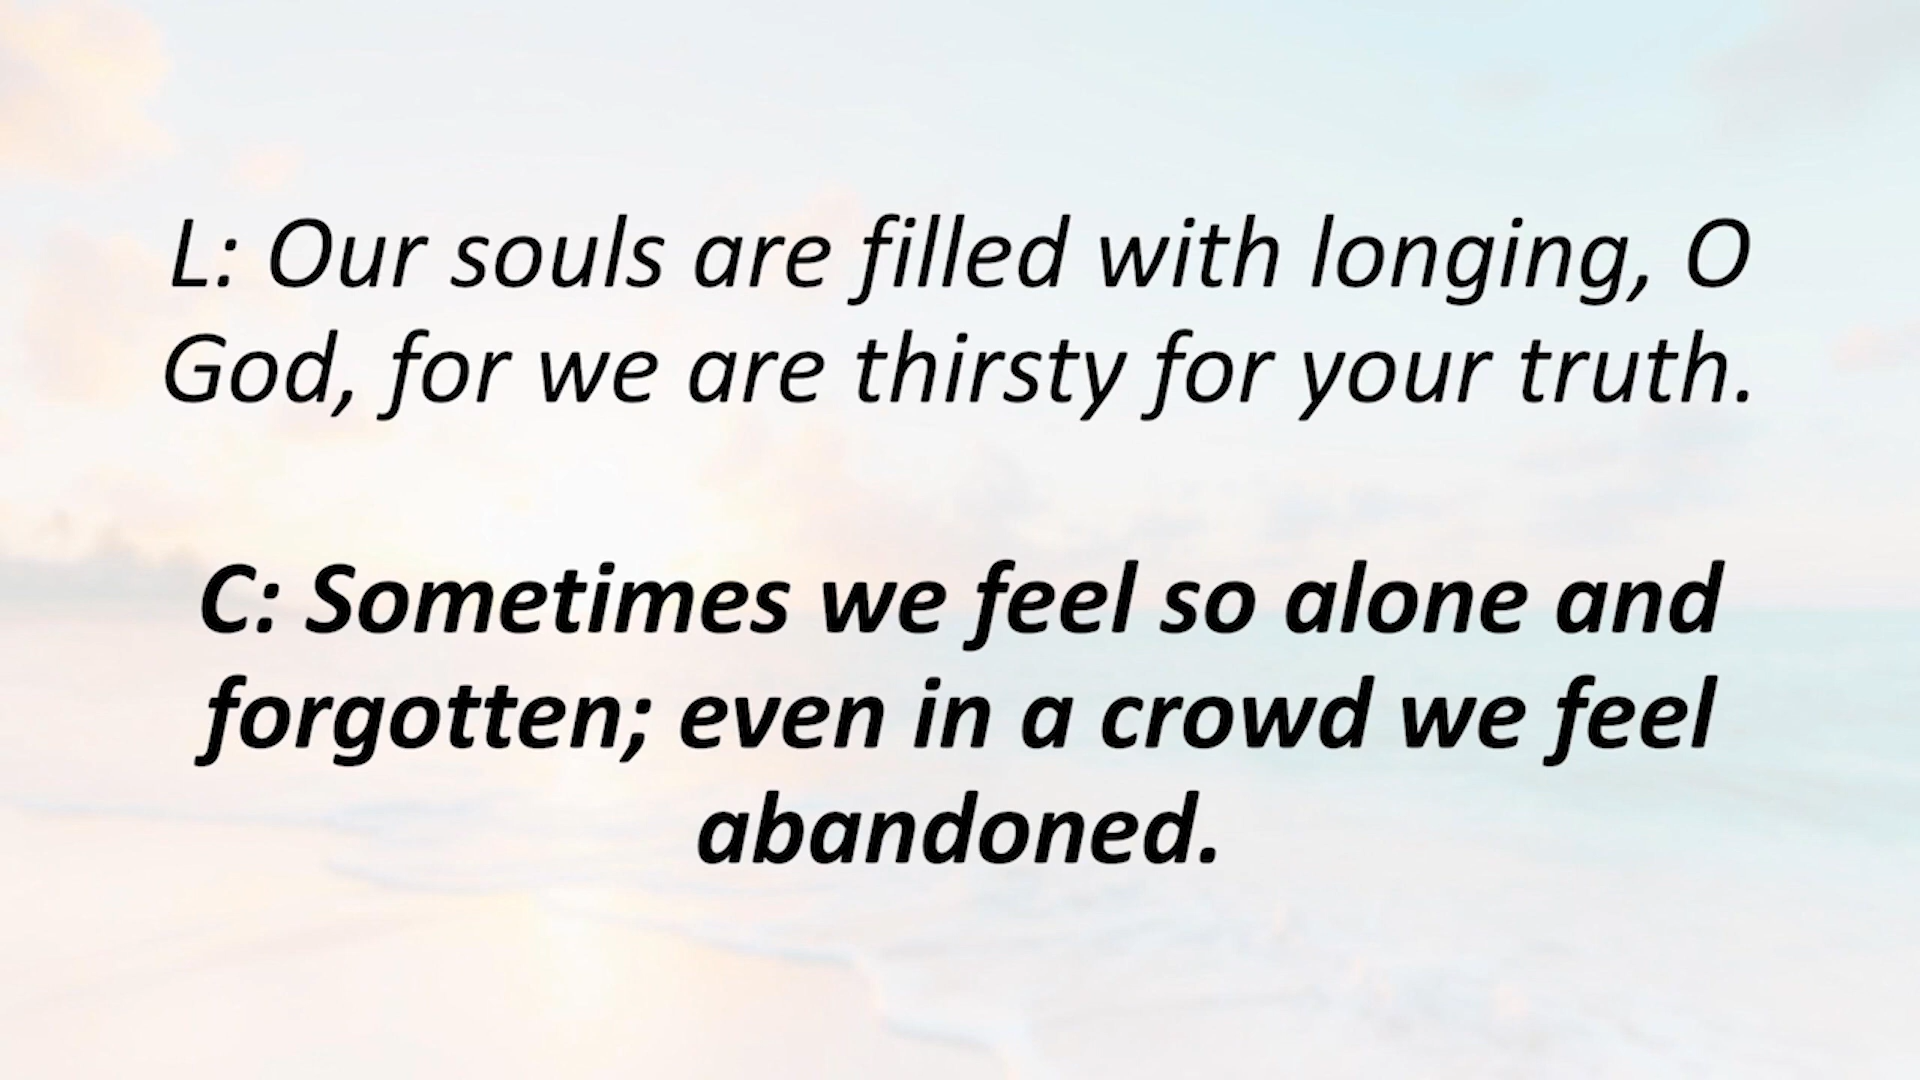 L: Our souls are filled with longing, O
God, for we are thirsty for your truth.
C: Sometimes we feel so alone and
forgotten; even in a crowd we feel
abandoned.